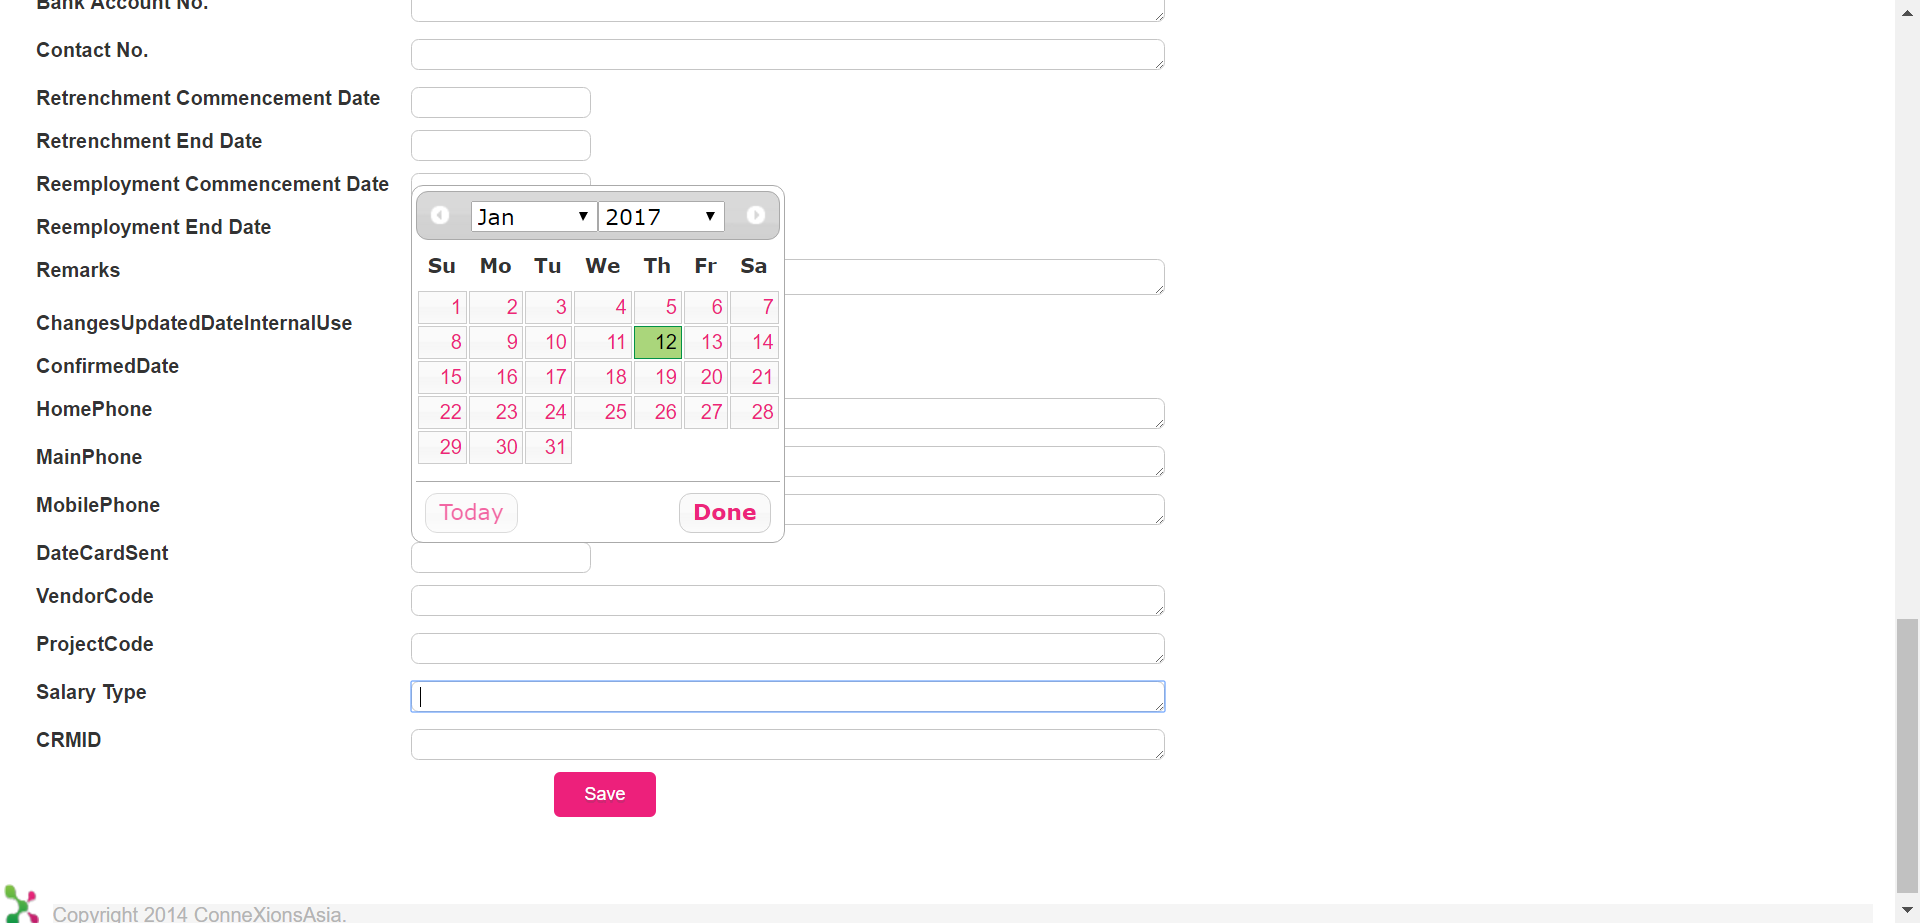 Bank Account No.
Contact No.
Retrenchment Commencement Date
Retrenchment End Date
Reemployment Commencement Date
Reemployment End Date
Remarks
ChangesUpdatedDateInternalUse
ConfirmedDate
HomePhone
MainPhone
MobilePhone
DateCardSent
VendorCode
ProjectCode
Salary Type
CRMID
Jan 2017
Su Mo Tu We Th Fr Sa
1 2 3 4 5 6 7
8 9 10 11 12 13 14
15 16 17 18 19 20 21
22 23 24 25 26 27 28
29 30 31
Today Done
Save
Copyright 2014 ConneXionsAsia.